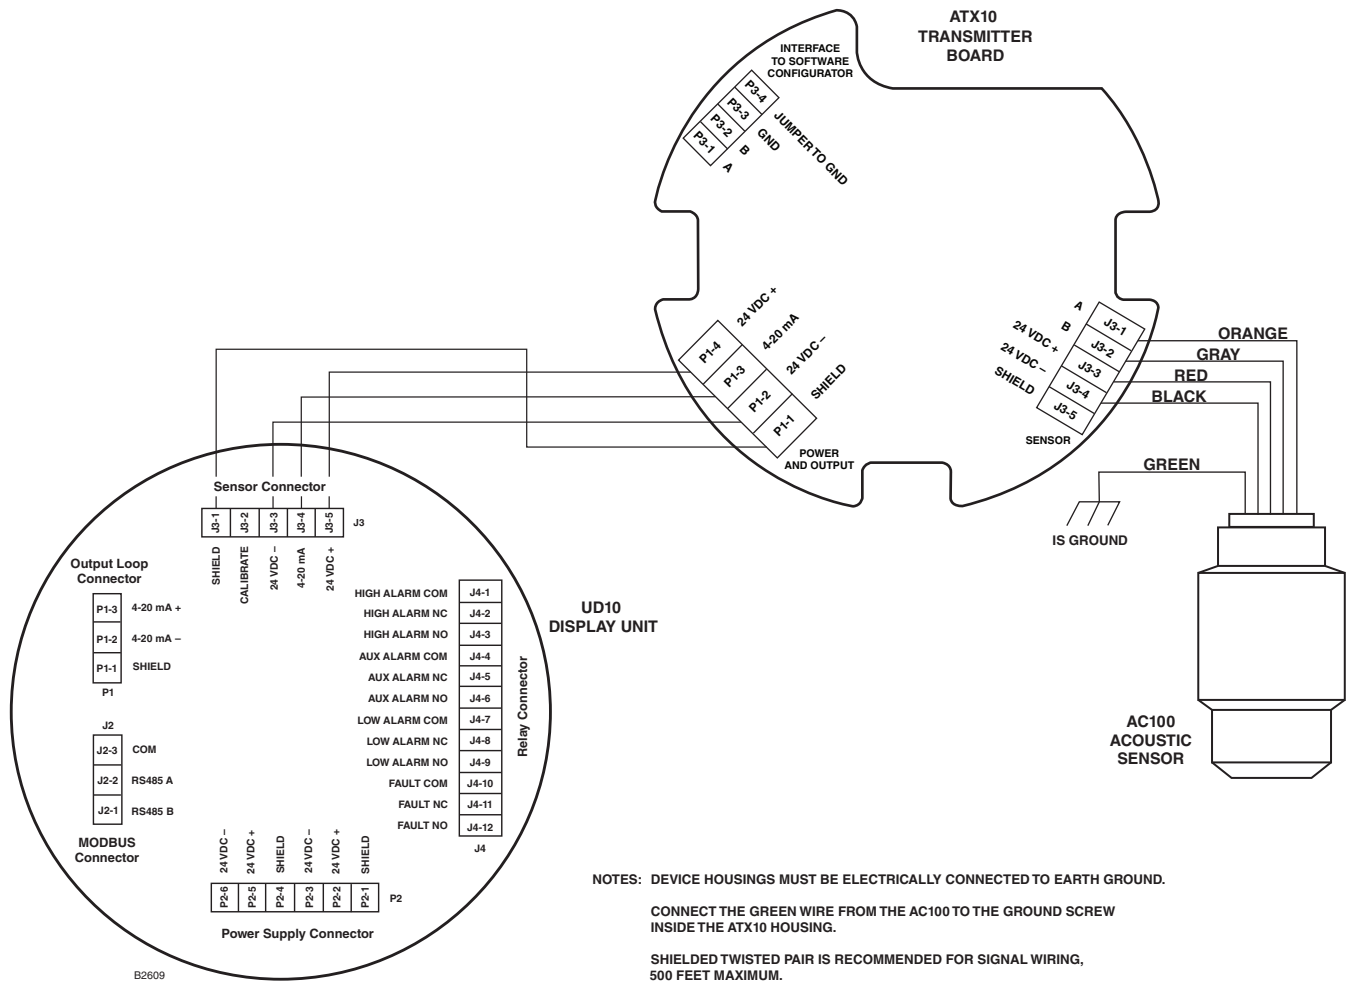 ATX10
TRANSMITTER
BOARD
INTERFACE
TO SOFTWARE
CONFIGURATOR
P3-4
P3-3
P3-2
P3-1
JUMPER TO GND
GND
B
A
24 VDC +
4-20 mA
24 VDC –
SHIELD
P1-4
P1-3
P1-2
P1-1
POWER
AND OUTPUT
A
B
24 VDC +
24 VDC –
SHIELD
J3-1
J3-2
J3-3
J3-4
J3-5
SENSOR
ORANGE
GRAY
RED
BLACK
GREEN
IS GROUND
AC100
ACOUSTIC
SENSOR
Sensor Connector
J3-1
J3-2
J3-3
J3-4
J3-5
J3
SHIELD
CALIBRATE
24 VDC –
4-20 mA
24 VDC +
Output Loop
Connector
P1-3 4-20 mA +
P1-2 4-20 mA –
P1-1 SHIELD
P1
J2
J2-3 COM
J2-2 RS485 A
J2-1 RS485 B
MODBUS
Connector
HIGH ALARM COM J4-1
HIGH ALARM NC J4-2
HIGH ALARM NO J4-3
AUX ALARM COM J4-4
AUX ALARM NC J4-5
AUX ALARM NO J4-6
LOW ALARM COM J4-7
LOW ALARM NC J4-8
LOW ALARM NO J4-9
FAULT COM J4-10
FAULT NC J4-11
FAULT NO J4-12
J4
Relay Connector
UD10
DISPLAY UNIT
24 VDC –
24 VDC +
SHIELD
24 VDC –
24 VDC +
SHIELD
P2-6
P2-5
P2-4
P2-3
P2-2
P2-1
P2
Power Supply Connector
B2609
NOTES: DEVICE HOUSINGS MUST BE ELECTRICALLY CONNECTED TO EARTH GROUND.
CONNECT THE GREEN WIRE FROM THE AC100 TO THE GROUND SCREW
INSIDE THE ATX10 HOUSING.
SHIELDED TWISTED PAIR IS RECOMMENDED FOR SIGNAL WIRING,
500 FEET MAXIMUM.